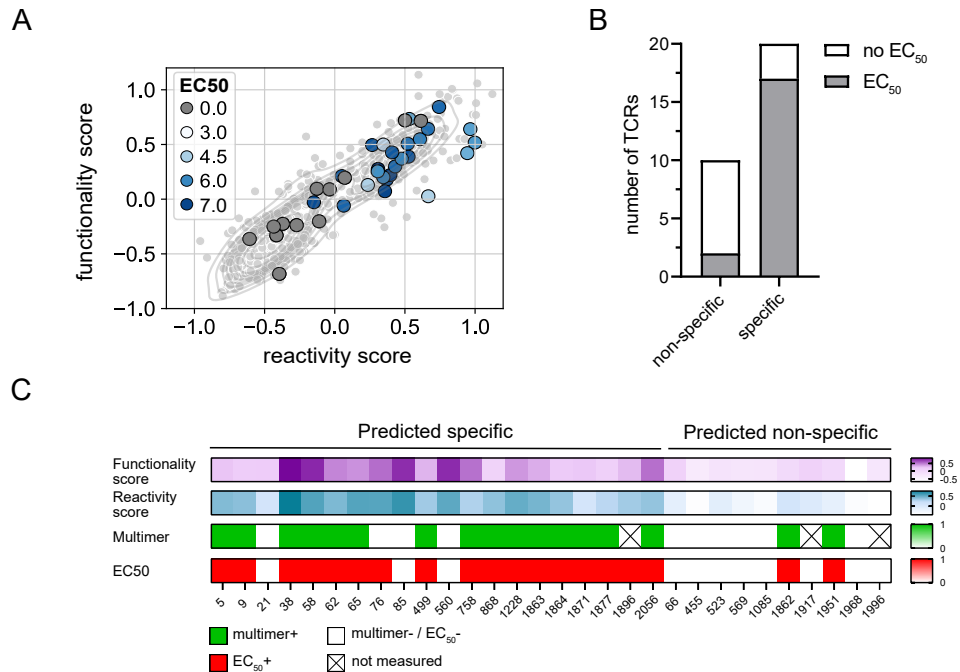 A
functionality score
1.0
0.5
0.0
−0.5
−1.0
EC50
0.0
3.0
4.5
6.0
7.0
−1.0
−0.5
0.0
0.5
1.0
reactivity score
B
number of TCRs
20
15
10
5
0
non-specific
specific
no EC50
EC50
C
Predicted specific
Predicted non-specific
Functionality
score
0.5
0
-0.5
Reactivity
score
0.5
0
Multimer
1
0
EC50
1
0
5 9 21 38 58 62 65 76 85 499 560 758 868 1228 1863 1864 1871 1877 1896 2056 66 455 523 569 1085 1862 1917 1951 1968 1996
multimer+
multimer- / EC50-
EC50+
not measured